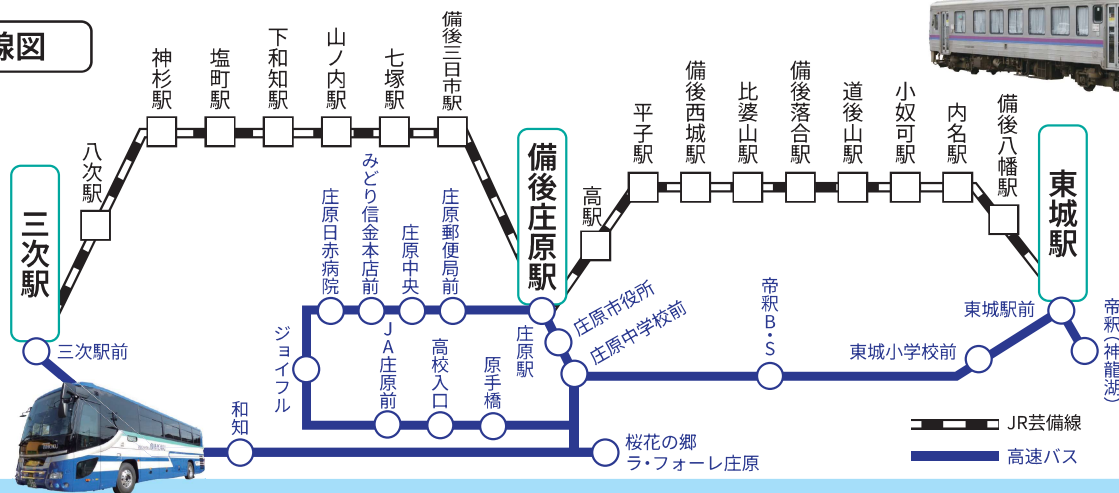 線図
三次駅
八次駅
神杉駅
塩町駅
下和知駅
山ノ内駅
七塚駅
備後三日市駅
備後庄原駅
高駅
平子駅
備後西城駅
比婆山駅
備後落合駅
道後山駅
小奴可駅
内名駅
備後八幡駅
東城駅
三次駅前
和知
ジョイフル
庄原日赤病院
みどり信金本店前
庄原中央
庄原郵便局前
JA庄原前
高校入口
原手橋
庄原駅
庄原市役所
庄原中学校前
桜花の郷
ラ・フォーレ庄原
帝釈B・S
東城小学校前
東城駅前
帝釈(神龍湖)
JR芸備線
高速バス